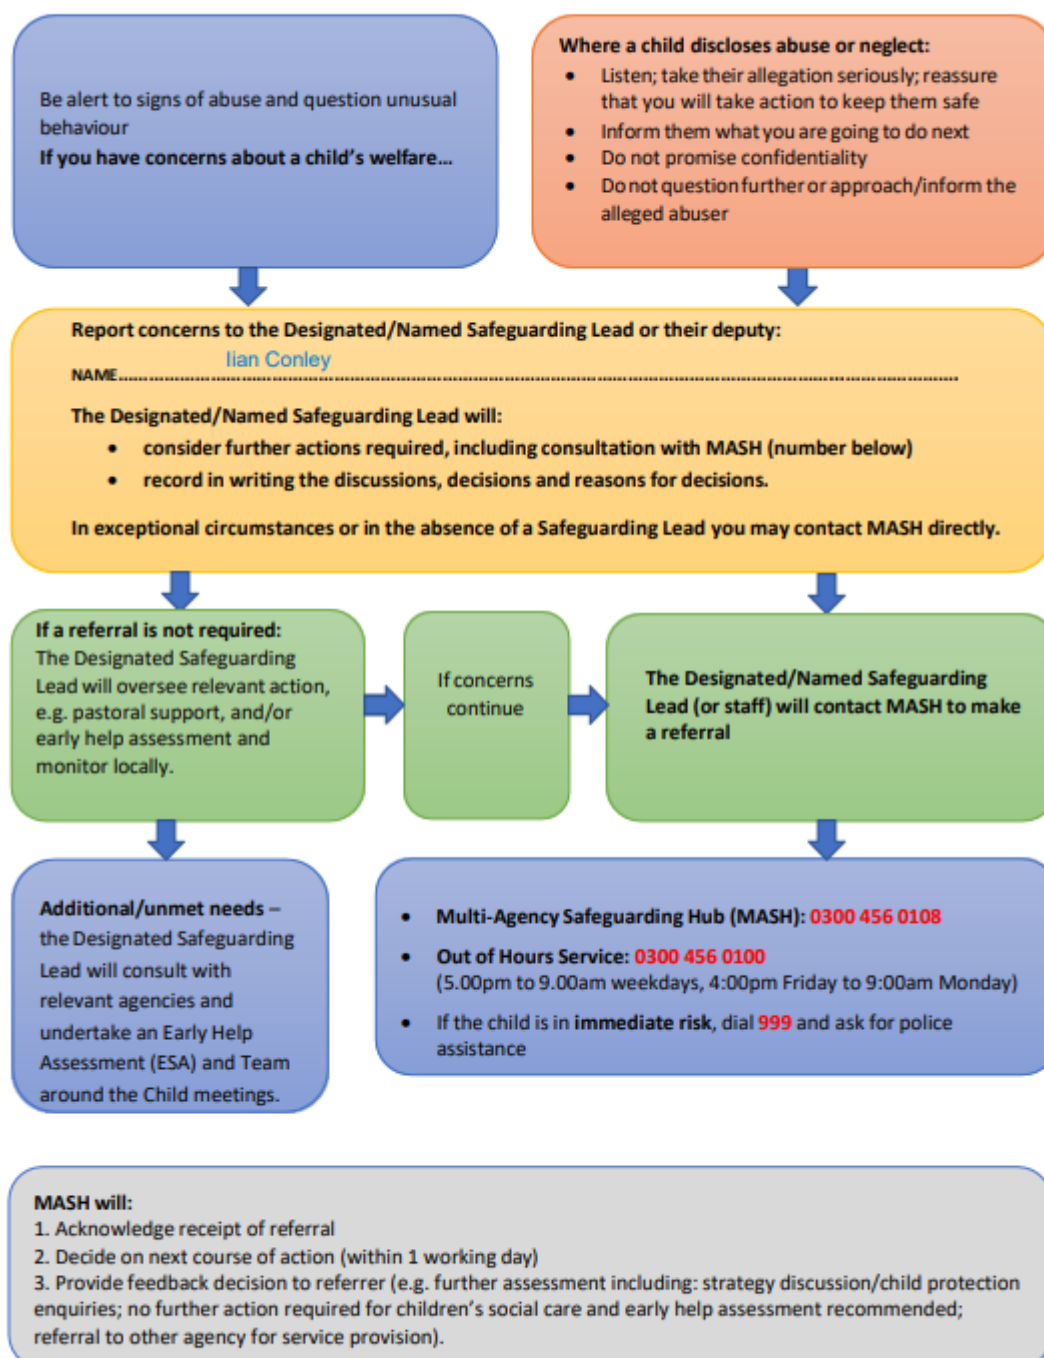 Be alert to signs of abuse and question unusual
behaviour
If you have concerns about a child's welfare…
Where a child discloses abuse or neglect:
• Listen; take their allegation seriously; reassure
that you will take action to keep them safe
• Inform them what you are going to do next
• Do not promise confidentiality
• Do not question further or approach/inform the
alleged abuser
Report concerns to the Designated/Named Safeguarding Lead or their deputy:
Iian Conley
NAME……………………………………………………………………………………………………………………………
The Designated/Named Safeguarding Lead will:
• consider further actions required, including consultation with MASH (number below)
• record in writing the discussions, decisions and reasons for decisions.
In exceptional circumstances or in the absence of a Safeguarding Lead you may contact MASH directly.
If a referral is not required:
The Designated Safeguarding
Lead will oversee relevant action,
e.g. pastoral support, and/or
early help assessment and
monitor locally.
If concerns
continue
The Designated/Named Safeguarding
Lead (or staff) will contact MASH to make
a referral
Additional/unmet needs –
the Designated Safeguarding
Lead will consult with
relevant agencies and
undertake an Early Help
Assessment (ESA) and Team
around the Child meetings.
• Multi-Agency Safeguarding Hub (MASH): 0300 456 0108
• Out of Hours Service: 0300 456 0100
(5.00pm to 9.00am weekdays, 4:00pm Friday to 9:00am Monday)
• If the child is in immediate risk, dial 999 and ask for police
assistance
MASH will:
1. Acknowledge receipt of referral
2. Decide on next course of action (within 1 working day)
3. Provide feedback decision to referrer (e.g. further assessment including: strategy discussion/child protection
enquiries; no further action required for children's social care and early help assessment recommended;
referral to other agency for service provision).